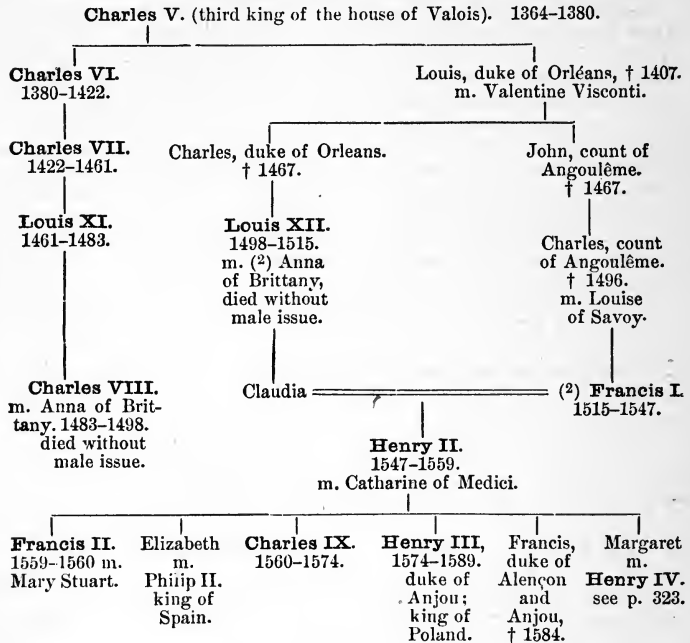 Charles V. (third king of the house of Valois). 1364-1380.
Charles VI.
1380-1422.
Louis, duke of Orléans, † 1407.
m. Valentine Visconti.
Charles VII.
1422-1461.
Charles, duke of Orleans.
† 1467.
John, count of
Angoulême.
† 1467.
Louis XI.
1461-1483.
Louis XII.
1498-1515.
m. (²) Anna
of Brittany,
died without
male issue.
Charles, count
of Angoulême.
† 1496.
m. Louise
of Savoy.
Charles VIII.
m. Anna of Brit-
tany. 1483-1498.
died without
male issue.
Claudia
(²) Francis I.
1515-1547.
Henry II.
1547-1559.
m. Catharine of Medici.
Francis II.
1559-1560 m.
Mary Stuart.
Elizabeth
m.
Philip II.
king of
Spain.
Charles IX.
1560-1574.
Henry III,
1574-1589.
duke of
Anjou;
king of
Poland.
Francis,
duke of
Alençon
and
Anjou,
† 1584.
Margaret
m.
Henry IV.
see p. 323.